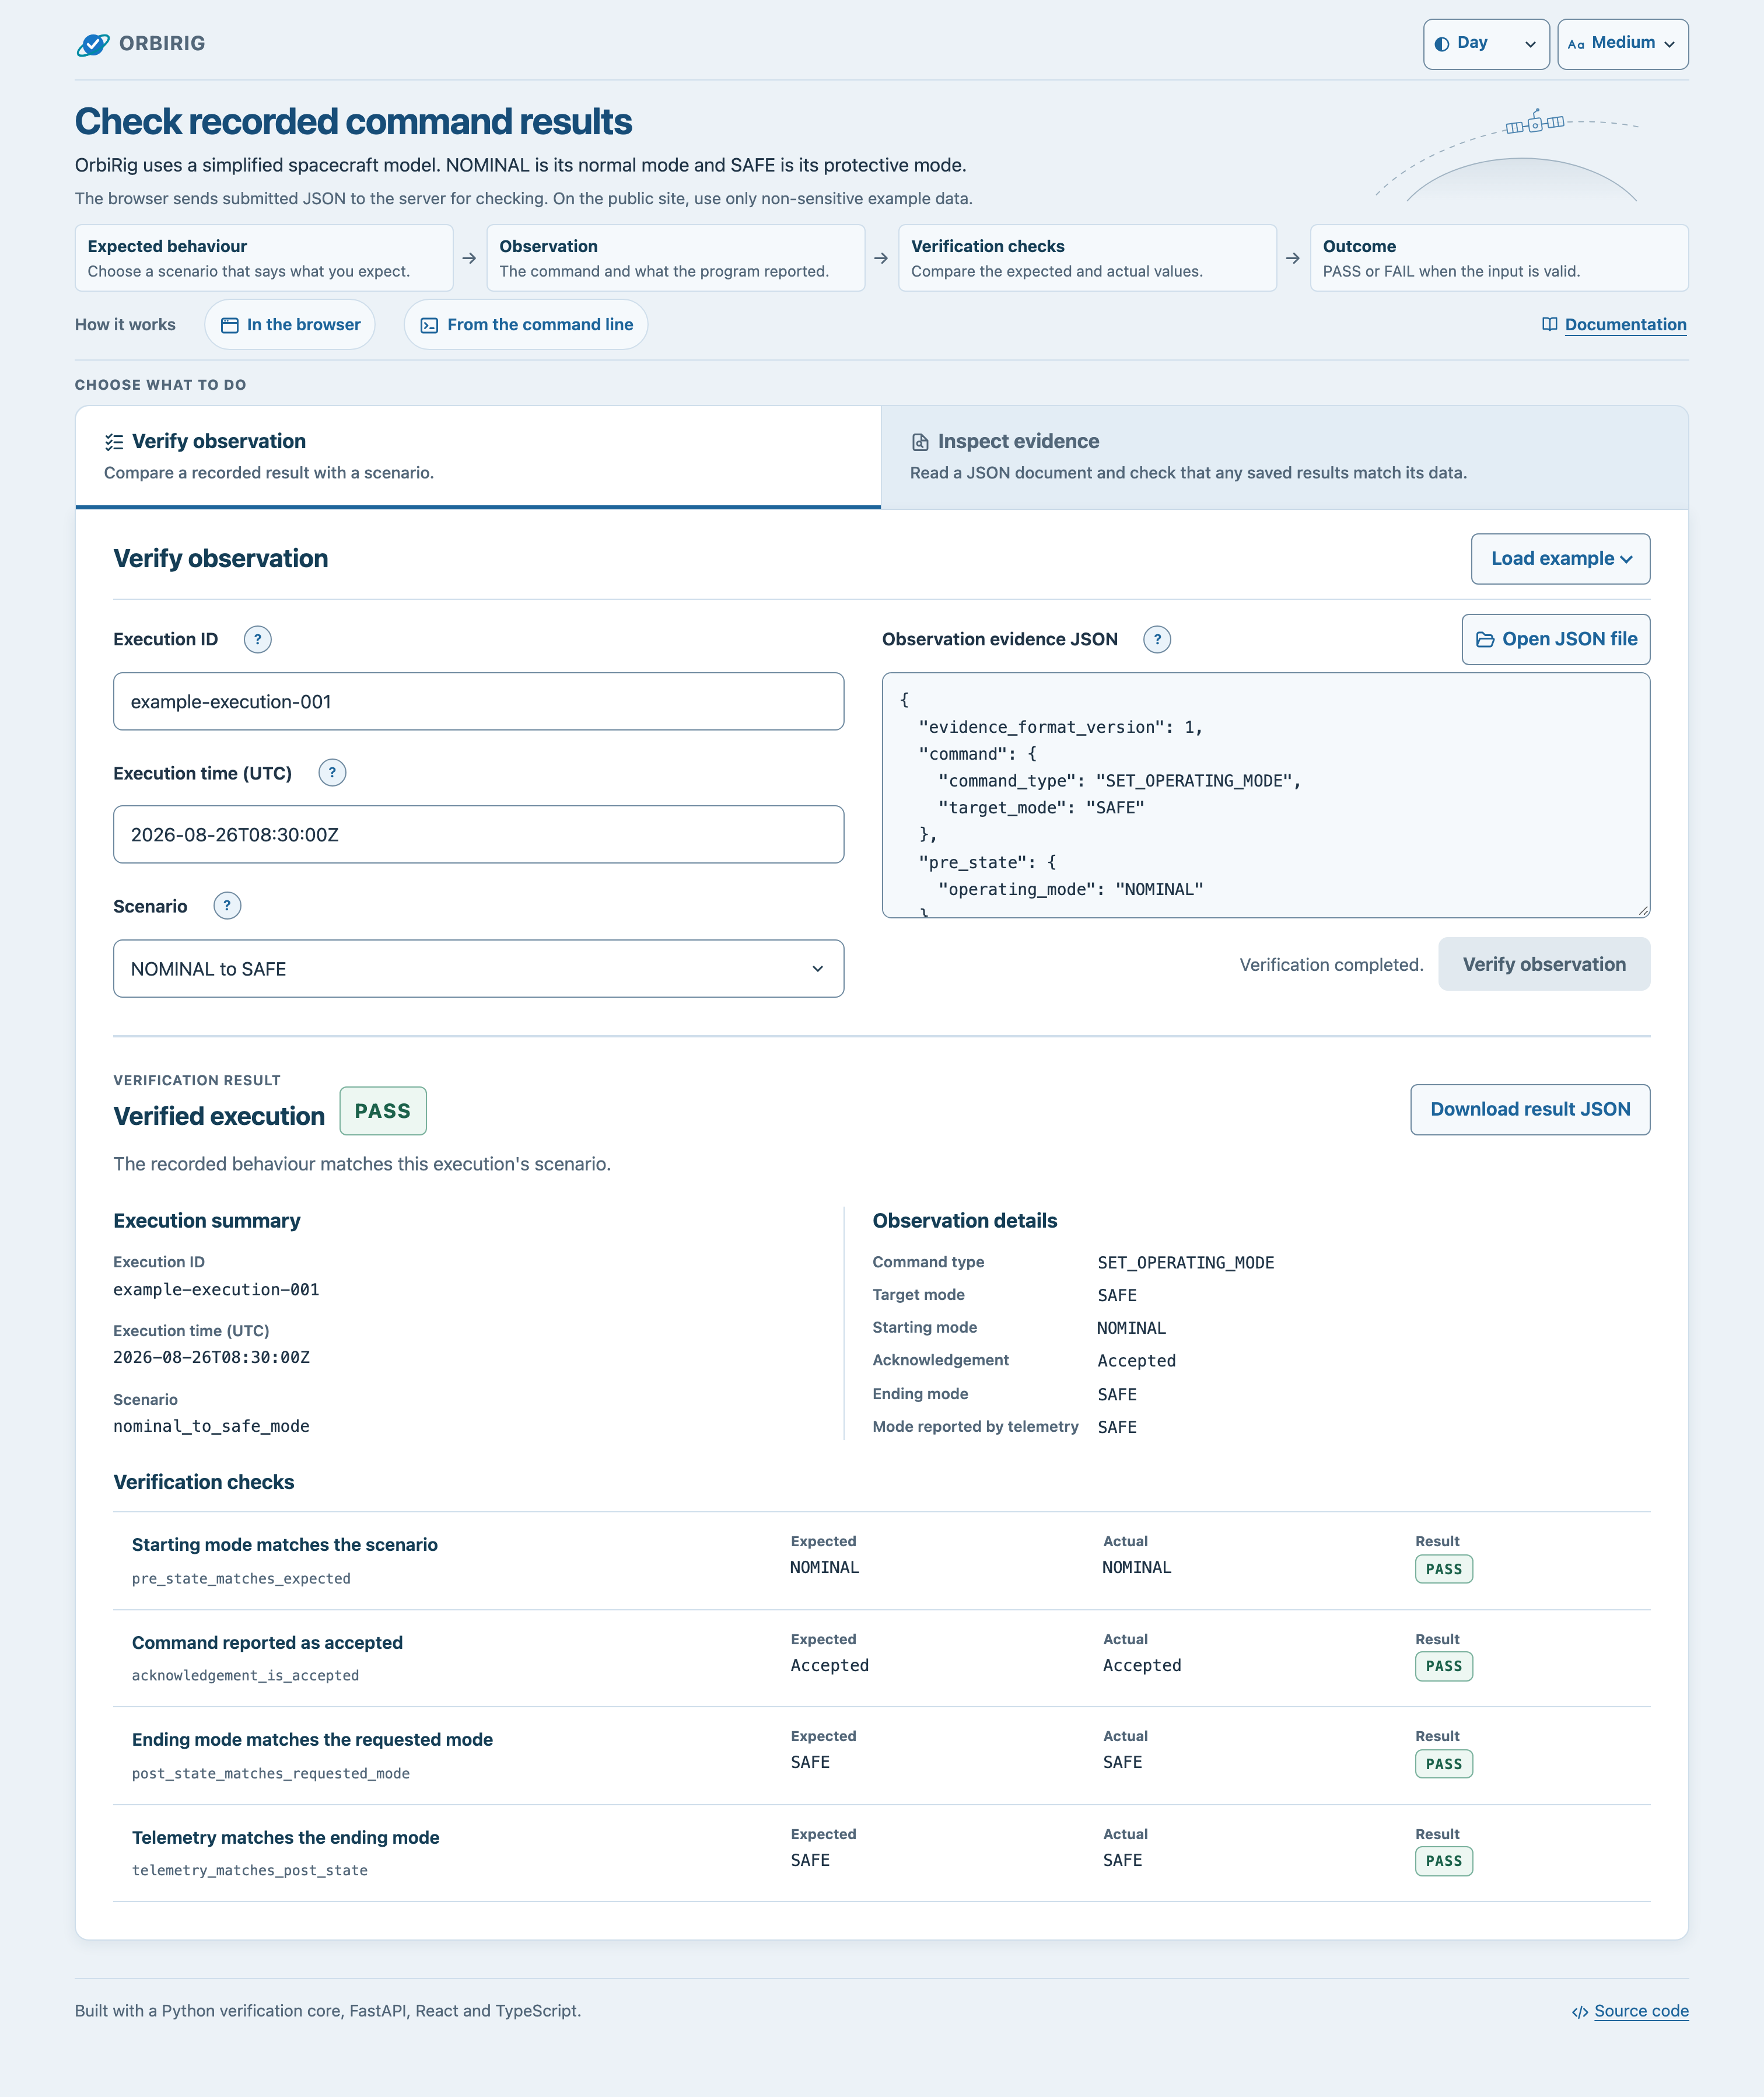 ORBIRIG
Day
Aa Medium
Check recorded command results
OrbiRig uses a simplified spacecraft model. NOMINAL is its normal mode and SAFE is its protective mode.
The browser sends submitted JSON to the server for checking. On the public site, use only non-sensitive example data.
Expected behaviour
Choose a scenario that says what you expect.
Observation
The command and what the program reported.
Verification checks
Compare the expected and actual values.
Outcome
PASS or FAIL when the input is valid.
How it works
In the browser
From the command line
Documentation
CHOOSE WHAT TO DO
Verify observation
Compare a recorded result with a scenario.
Inspect evidence
Read a JSON document and check that any saved results match its data.
Verify observation
Load example
Execution ID ?
example-execution-001
Execution time (UTC) ?
2026-08-26T08:30:00Z
Scenario ?
NOMINAL to SAFE
Observation evidence JSON ?
Open JSON file
{
"evidence_format_version": 1,
"command": {
"command_type": "SET_OPERATING_MODE",
"target_mode": "SAFE"
},
"pre_state": {
"operating_mode": "NOMINAL"
}
Verification completed.
Verify observation
VERIFICATION RESULT
Verified execution PASS
Download result JSON
The recorded behaviour matches this execution's scenario.
Execution summary
Execution ID
example-execution-001
Execution time (UTC)
2026-08-26T08:30:00Z
Scenario
nominal_to_safe_mode
Observation details
Command type SET_OPERATING_MODE
Target mode SAFE
Starting mode NOMINAL
Acknowledgement Accepted
Ending mode SAFE
Mode reported by telemetry SAFE
Verification checks
Starting mode matches the scenario
pre_state_matches_expected
Expected
NOMINAL
Actual
NOMINAL
Result
PASS
Command reported as accepted
acknowledgement_is_accepted
Expected
Accepted
Actual
Accepted
Result
PASS
Ending mode matches the requested mode
post_state_matches_requested_mode
Expected
SAFE
Actual
SAFE
Result
PASS
Telemetry matches the ending mode
telemetry_matches_post_state
Expected
SAFE
Actual
SAFE
Result
PASS
Built with a Python verification core, FastAPI, React and TypeScript.
Source code